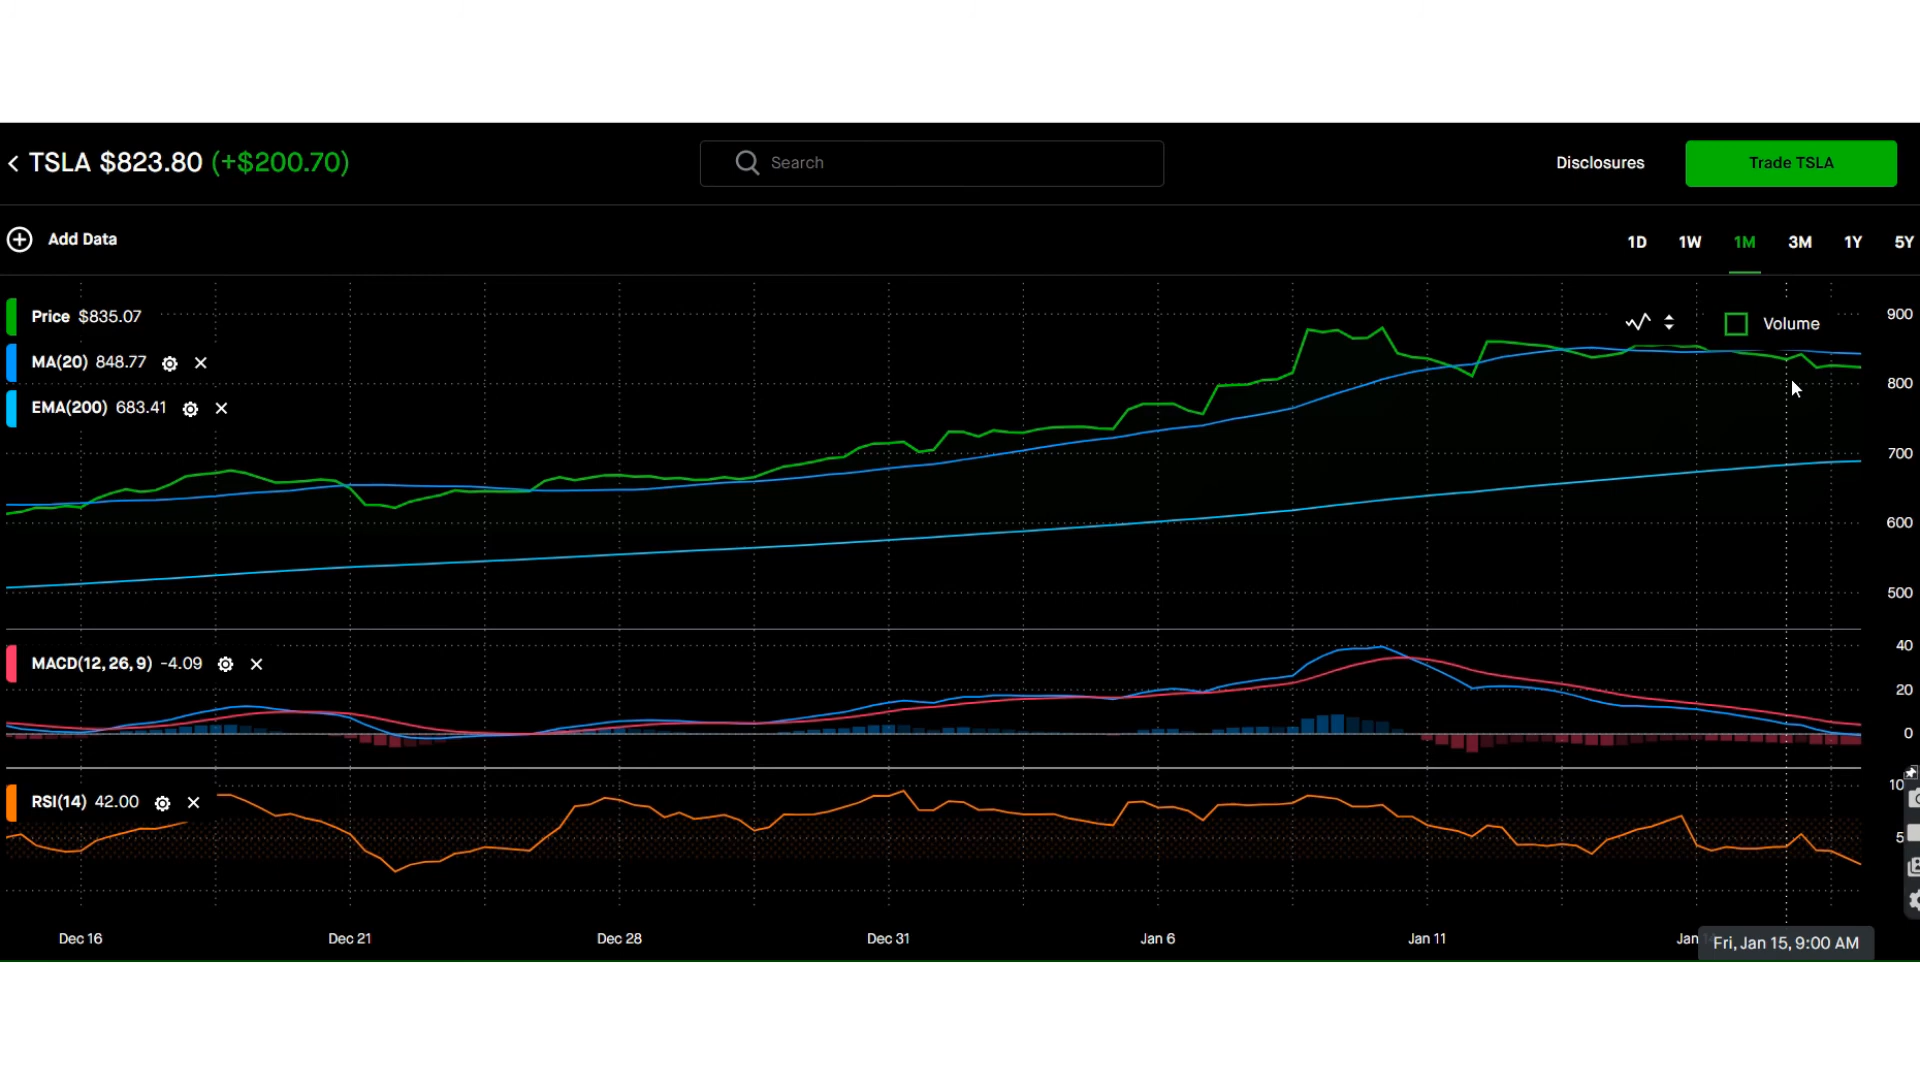 TSLA $823.80 (+$200.70)
Search
Disclosures
Trade TSLA
Add Data
1D 1W 1M 3M 1Y 5Y
Price $835.07
MA(20) 848.77
EMA(200) 683.41
Volume
900
800
700
600
500
MACD(12, 26, 9) -4.09
40
20
0
RSI(14) 42.00
10
5
Dec 16 Dec 21 Dec 28 Dec 31 Jan 6 Jan 11 Jan
Fri, Jan 15, 9:00 AM